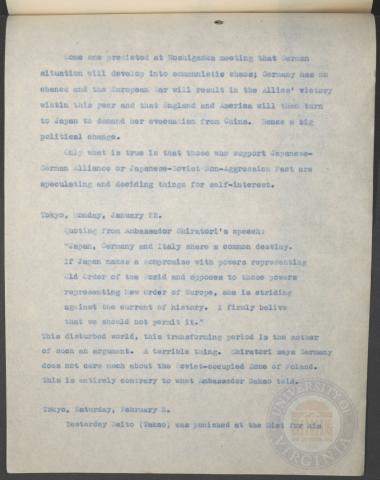 Some one predicted at Hoshigaoka meeting that German
situation will develop into communistic chaos; Germany has no
chance and the European War will result in the Allies' victory
within this year and that England and America will then turn
to Japan to demand her evacuation from China. Hence a big
political change.
Only what is true is that those who support Japanese-
German Alliance or Japanese-Soviet Non-Aggression Pact are
speculating and deciding things for self-interest.
Tokyo, Monday, January 22.
Quoting from Ambassador Shiratori's speech:
"Japan, Germany and Italy share a common destiny.
If Japan makes a compromise with powers representing
Old Order of the World and opposes to those powers
representing New Order of Europe, she is striding
against the current of history. I firmly belive
that we should not permit it."
This disturbed world, this transforming period is the mother
of such an argument. A terrible thing. Shiratori says Germany
does not care much about the Soviet-occupied Zone of Poland.
This is entirely contrary to what Ambassador Sakao told.
Tokyo, Saturday, February 3.
Yesterday Saito (Takao) was punished at the Diet for his
UNIVERSITY OF VIRGINIA